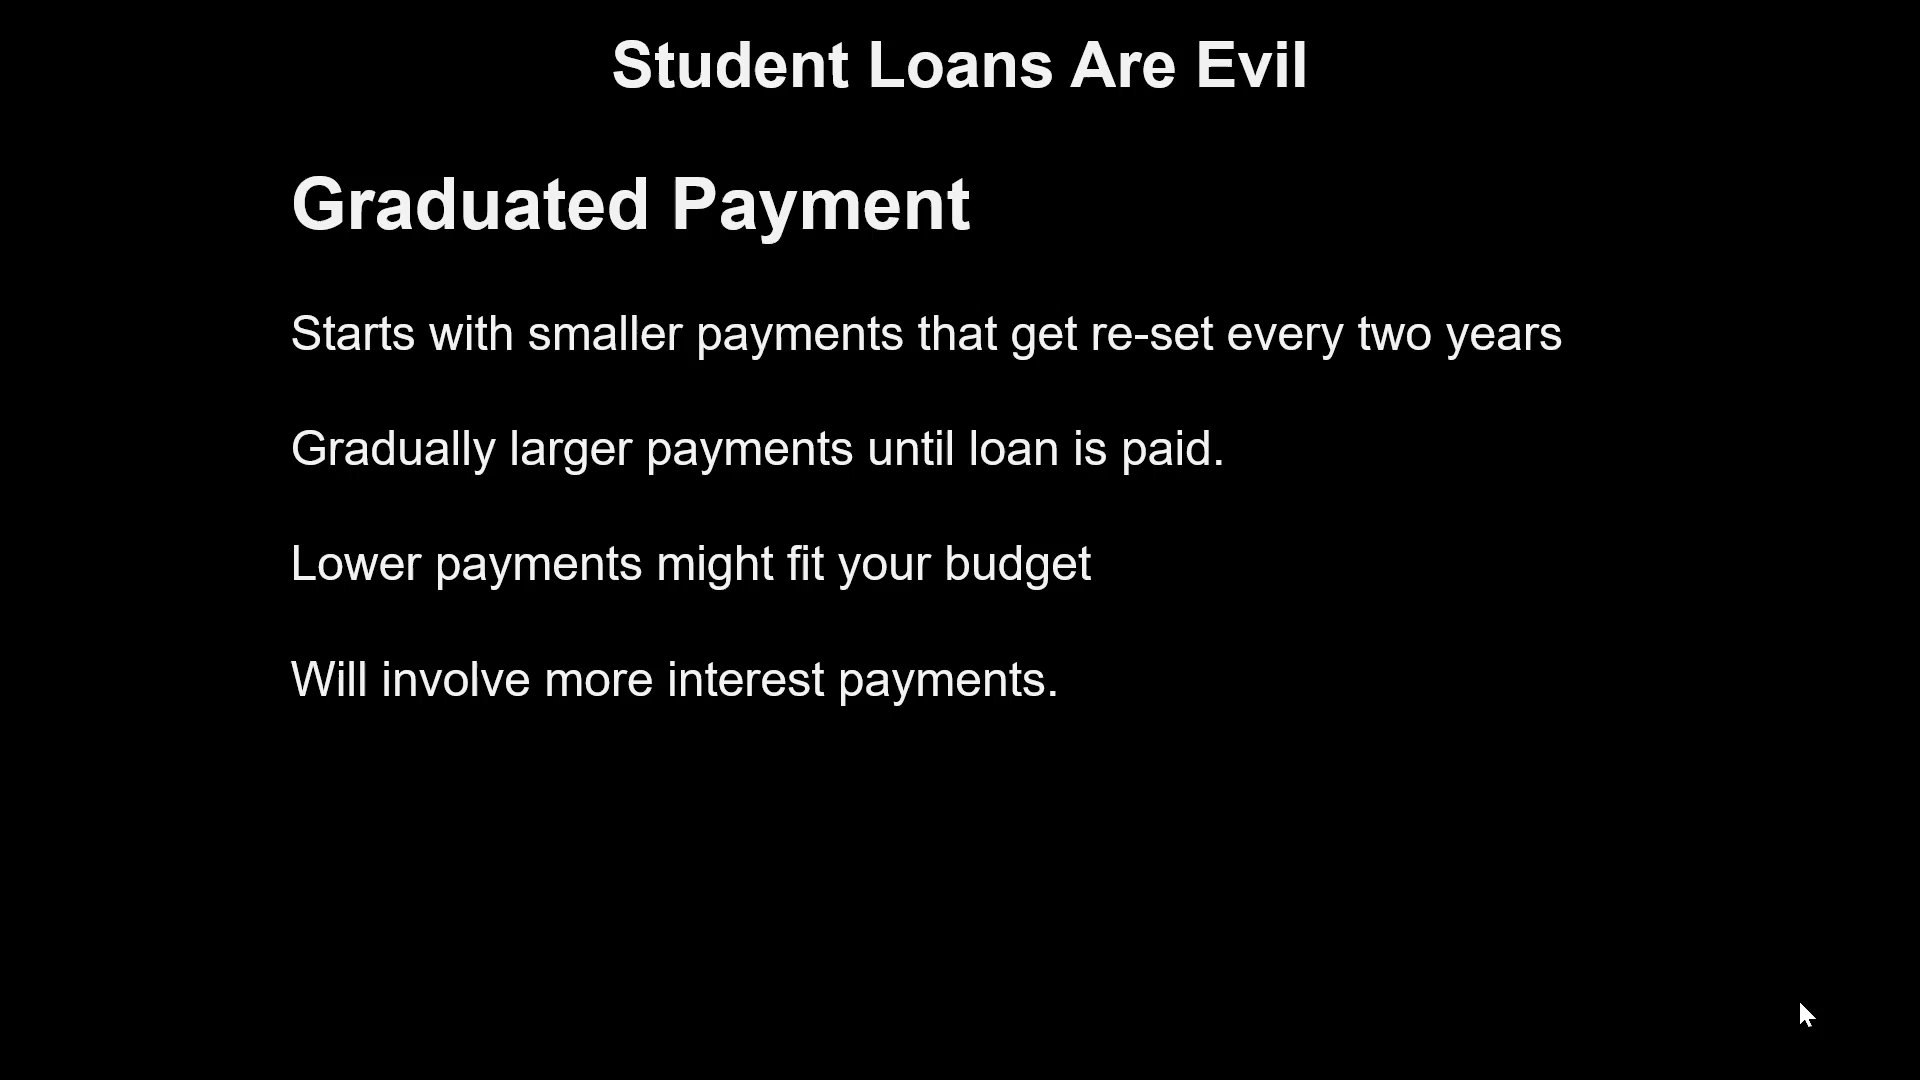 Student Loans Are Evil
Graduated Payment
Starts with smaller payments that get re-set every two years
Gradually larger payments until loan is paid.
Lower payments might fit your budget
Will involve more interest payments.